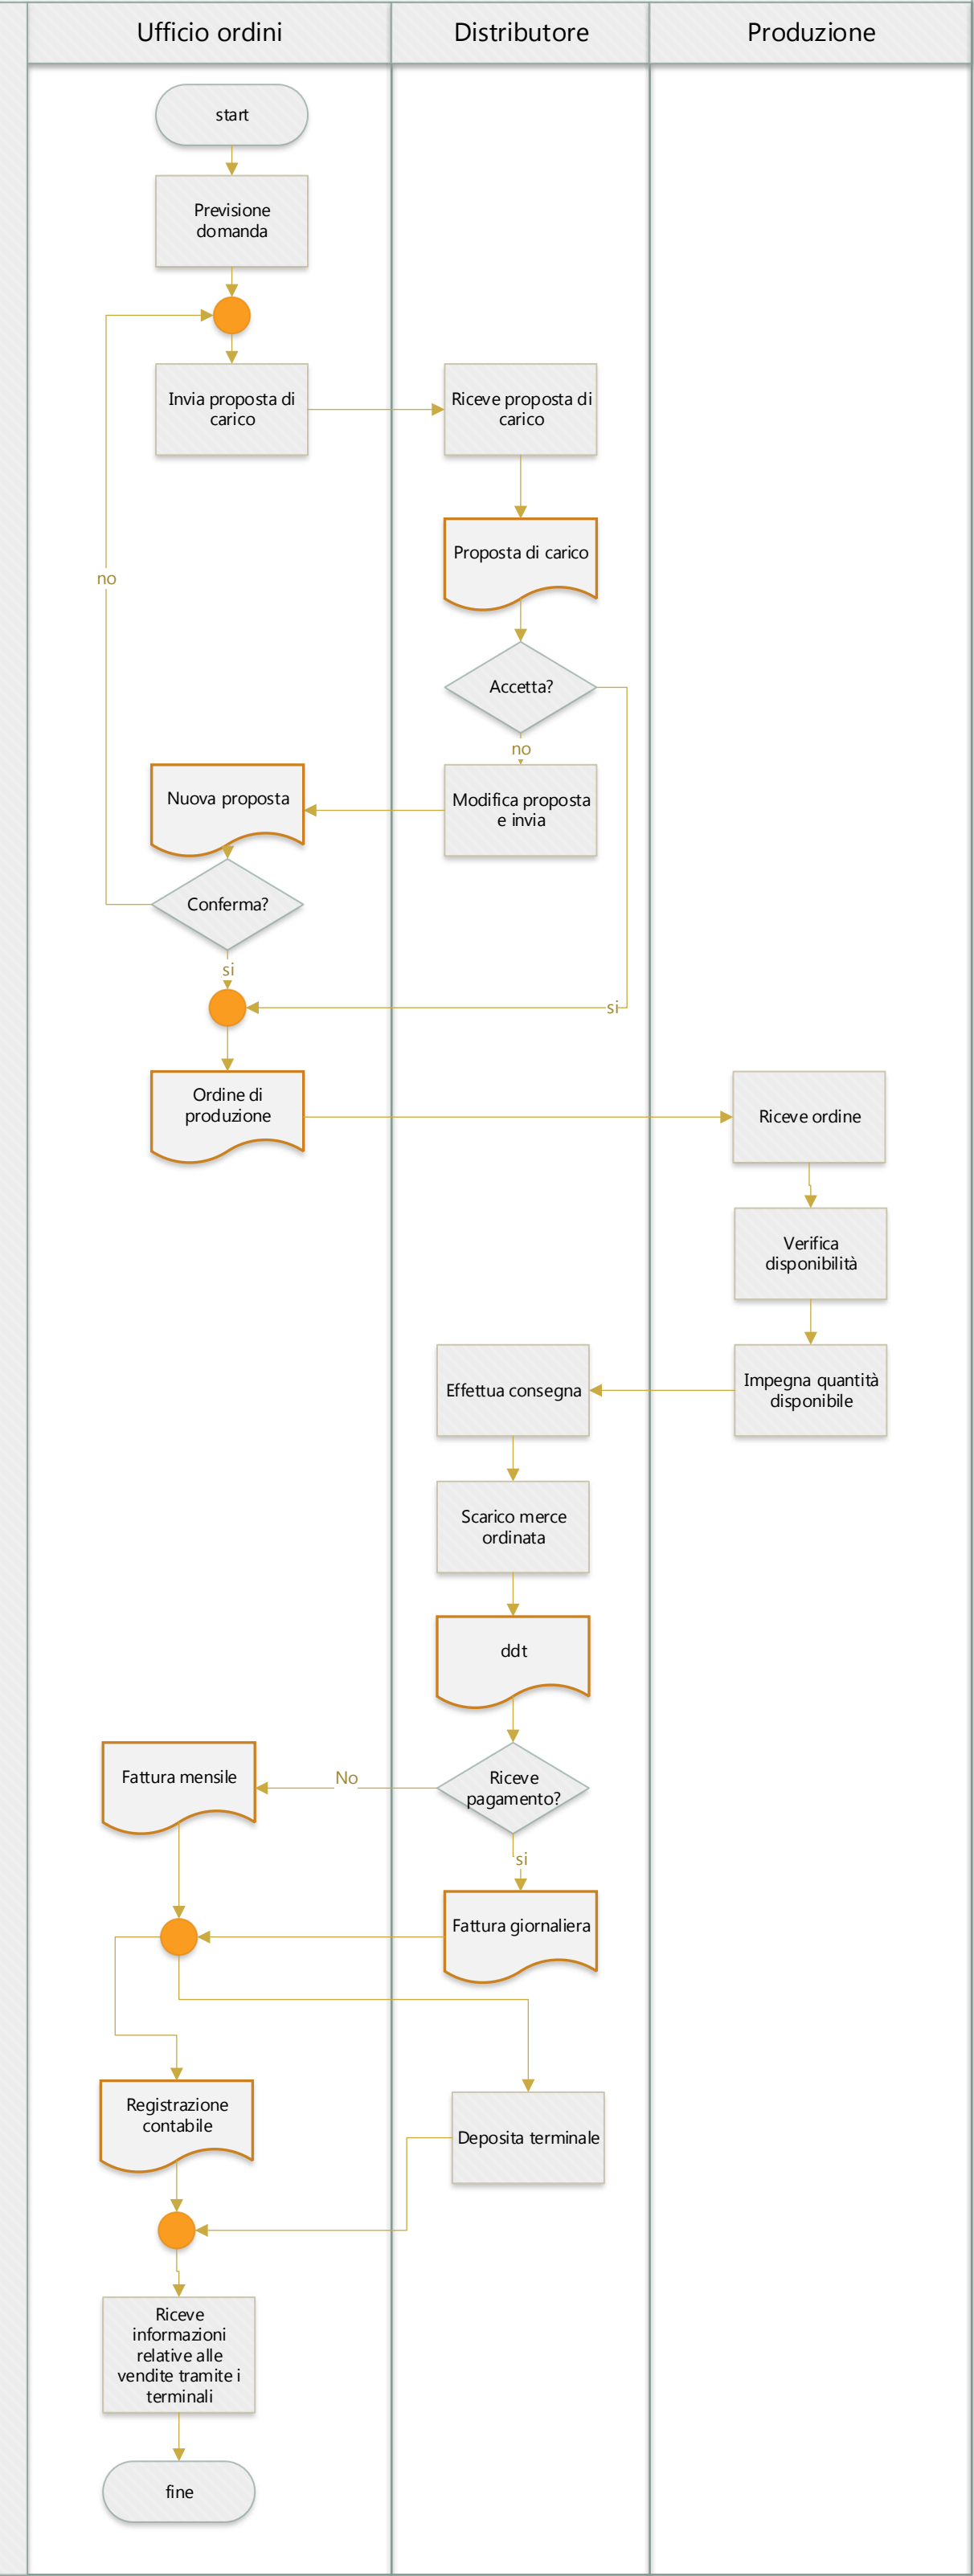 Ufficio ordini
Distributore
Produzione
start
Previsione
domanda
Invia proposta di
carico
Riceve proposta di
carico
Proposta di carico
no
Accetta?
no
Nuova proposta
Modifica proposta
e invia
Conferma?
si
si
Ordine di
produzione
Riceve ordine
Verifica
disponibilità
Effettua consegna
Impegna quantità
disponibile
Scarico merce
ordinata
ddt
Fattura mensile
No
Riceve
pagamento?
si
Fattura giornaliera
Registrazione
contabile
Deposita terminale
Riceve
informazioni
relative alle
vendite tramite i
terminali
fine